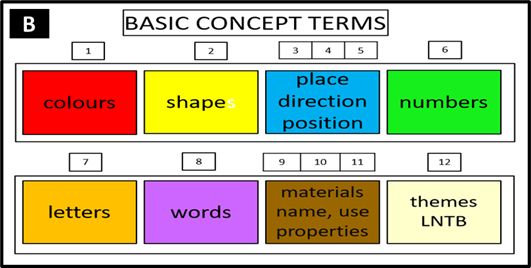 B
BASIC CONCEPT TERMS
1 2 3 4 5 6
colours shapes place direction position numbers
7 8 9 10 11 12
letters words materials name, use properties themes LNTB